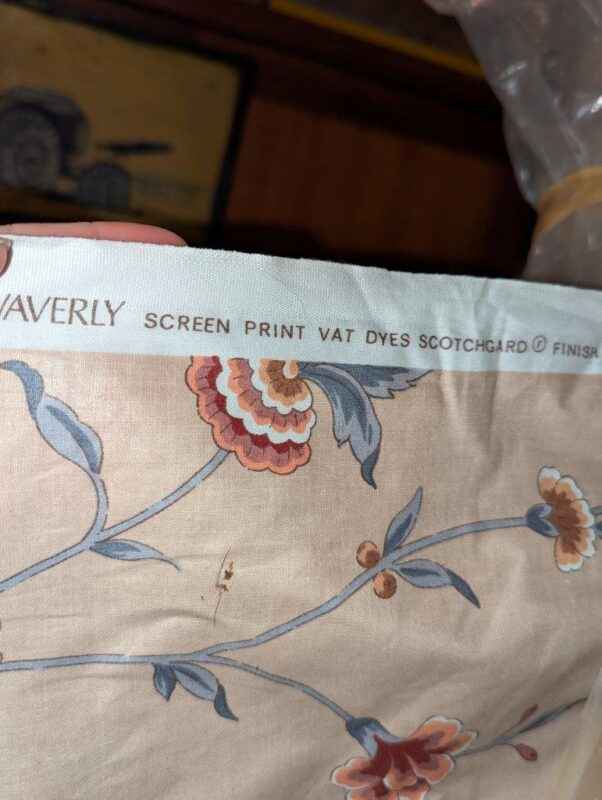 WAVERLY SCREEN PRINT VAT DYES SCOTCHGARD ® FINISH